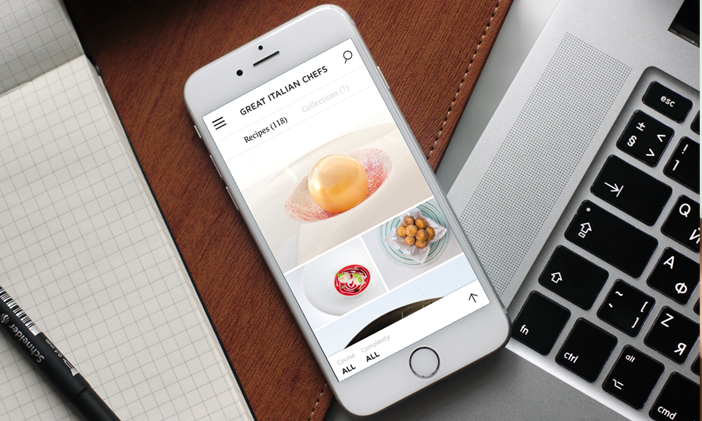 GREAT ITALIAN CHEFS
Recipes (118)
Collections (7)
Course
ALL
Complexity
ALL
Schneider
esc
± §
> <
!
1
Q
Й
A
Ф
~ `
Z
Я
fn
ctrl
alt
cmd